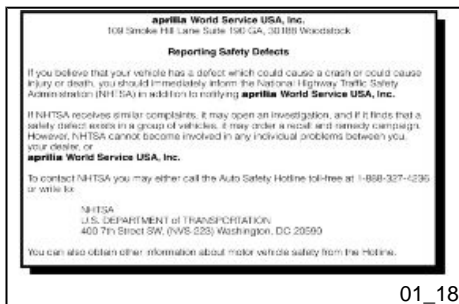 aprilia World Service USA, Inc.
109 Smoke Hill Lane Suite 190 GA, 30188 Woodstock
Reporting Safety Defects
If you believe that your vehicle has a defect which could cause a crash or could cause
injury or death, you should immediately inform the National Highway Traffic Safety
Administration (NHTSA) in addition to notifying aprilia World Service USA, Inc.
If NHTSA receives similar complaints, it may open an investigation, and if it finds that a
safety defect exists in a group of vehicles, it may order a recall and remedy campaign.
However, NHTSA cannot become involved in any individual problems between you,
your dealer, or
aprilia World Service USA, Inc.
To contact NHTSA you may either call the Auto Safety Hotline toll-free at 1-888-327-4236
or write to:
NHTSA
U.S. DEPARTMENT of TRANSPORTATION
400 7th Street SW, (NVS-223) Washington, DC 20590
You can also obtain other information about motor vehicle safety from the Hotline.
01_18